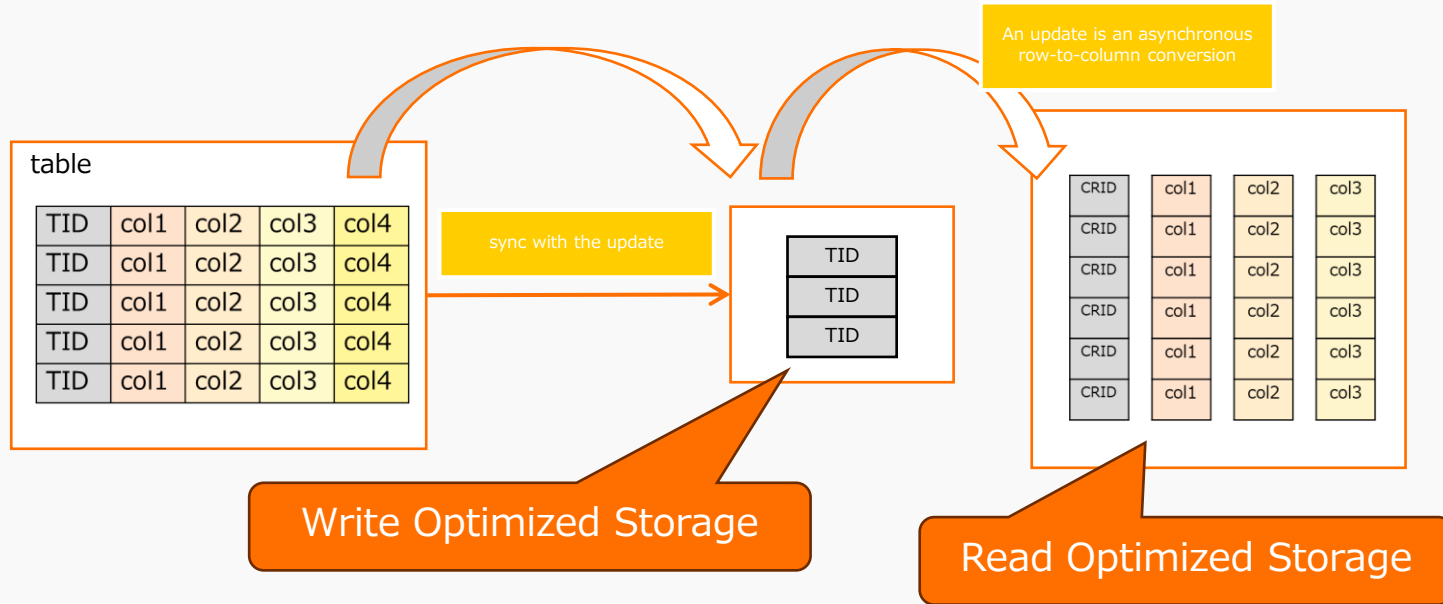 An update is an asynchronous
row-to-column conversion
table
TID col1 col2 col3 col4
TID col1 col2 col3 col4
TID col1 col2 col3 col4
TID col1 col2 col3 col4
TID col1 col2 col3 col4
sync with the update
TID
TID
TID
CRID col1 col2 col3
CRID col1 col2 col3
CRID col1 col2 col3
CRID col1 col2 col3
CRID col1 col2 col3
CRID col1 col2 col3
Write Optimized Storage
Read Optimized Storage